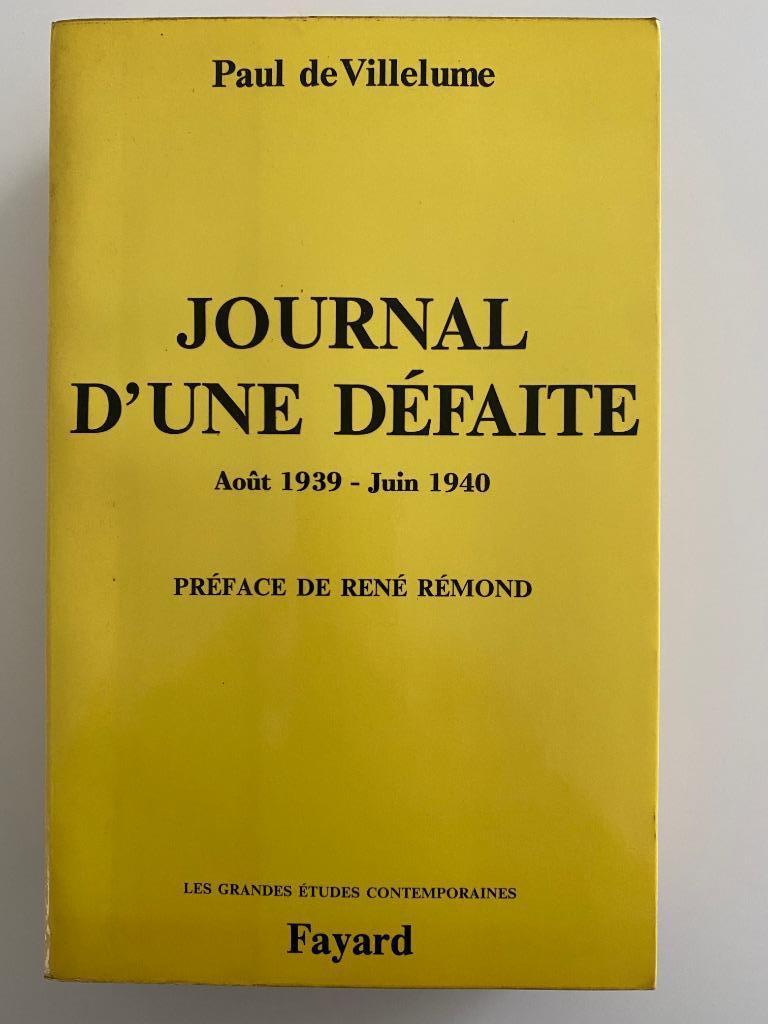 Paul de Villelume
JOURNAL
D'UNE DÉFAITE
Août 1939 - Juin 1940
PRÉFACE DE RENÉ RÉMOND
LES GRANDES ÉTUDES CONTEMPORAINES
Fayard